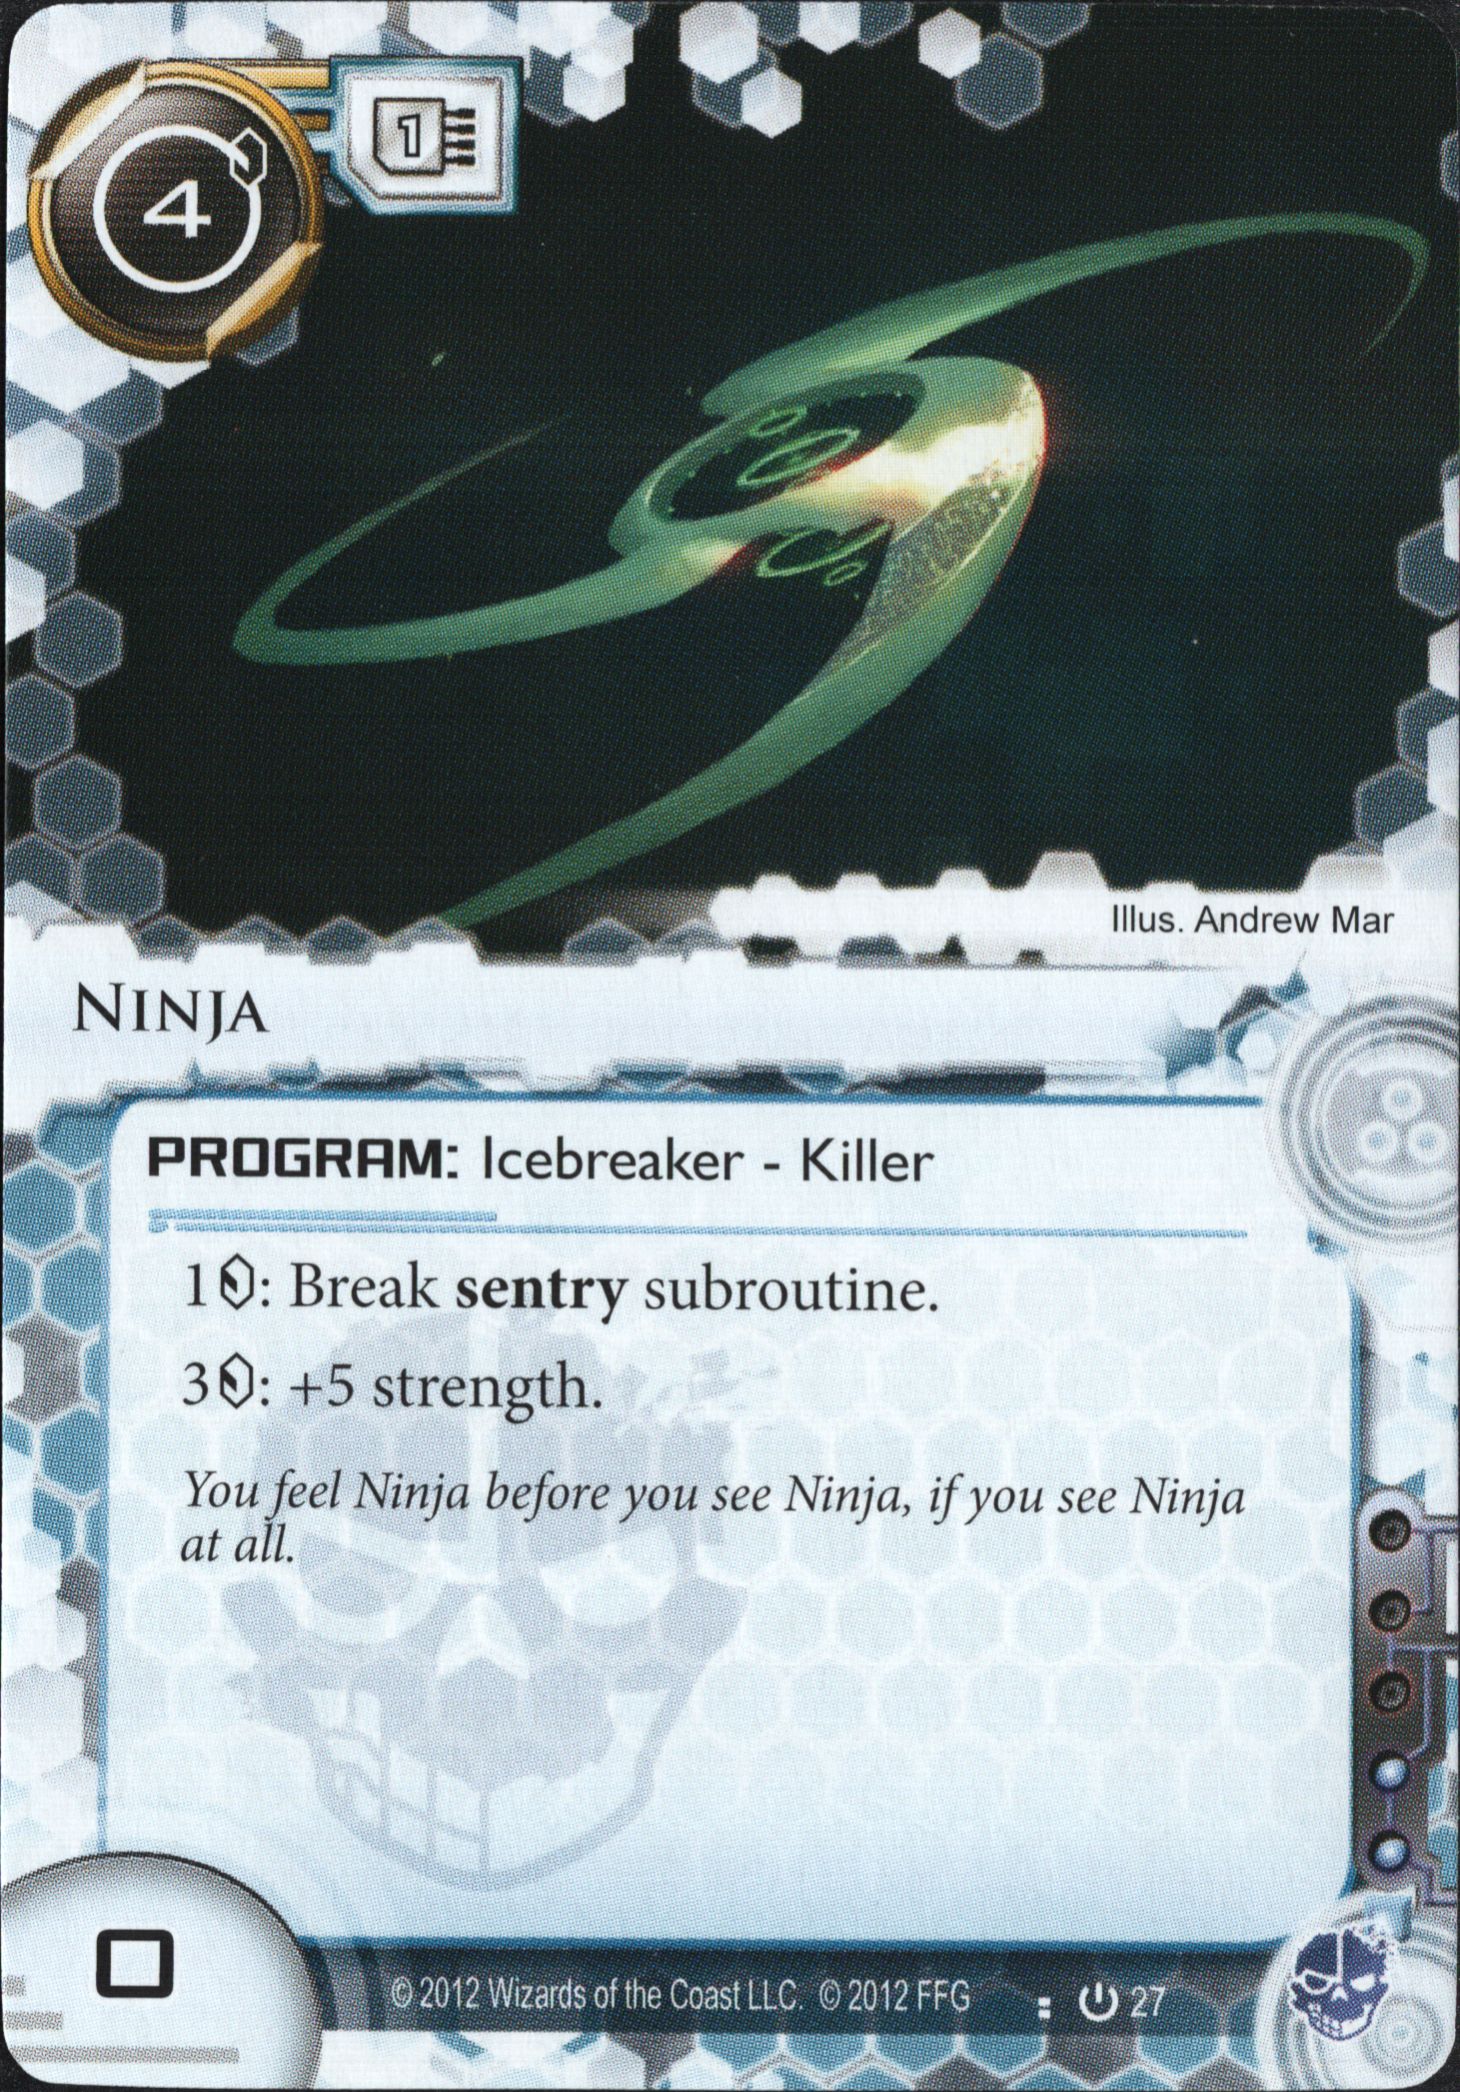 4
1
Illus. Andrew Mar
NINJA
PROGRAM: Icebreaker - Killer
1: Break sentry subroutine.
3: +5 strength.
You feel Ninja before you see Ninja, if you see Ninja
at all.
0
© 2012 Wizards of the Coast LLC. © 2012 FFG
27